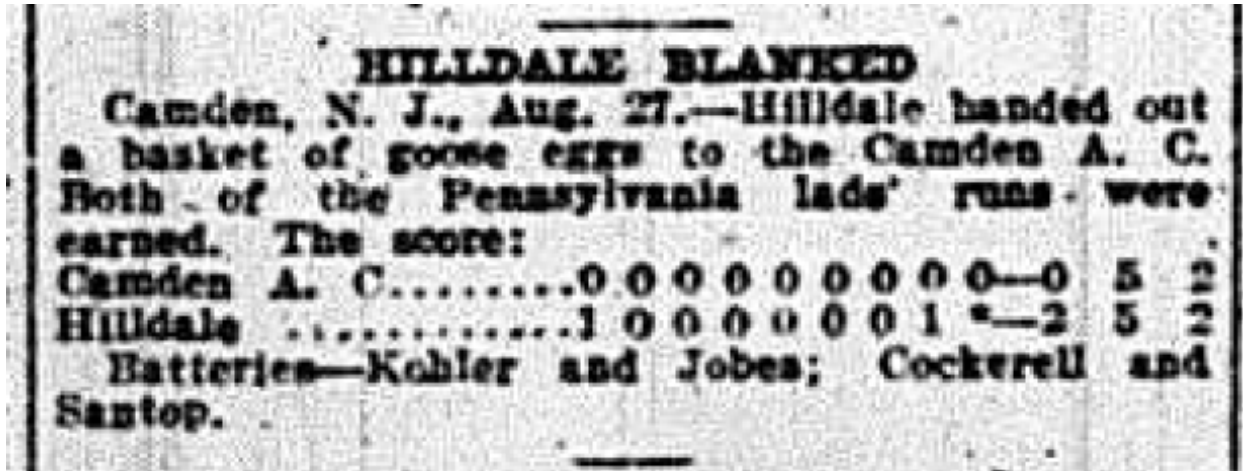 HILLDALE BLANKED
Camden, N. J., Aug. 27.—Hilldale handed out
a basket of goose eggs to the Camden A. C.
Both of the Pennsylvania lads' runs were
earned. The score:
Camden A. C.........0 0 0 0 0 0 0 0 0—0 5 2
Hilldale ............1 0 0 0 0 0 0 1 *—2 5 2
Batteries—Kohler and Jobes; Cockerell and
Santop.